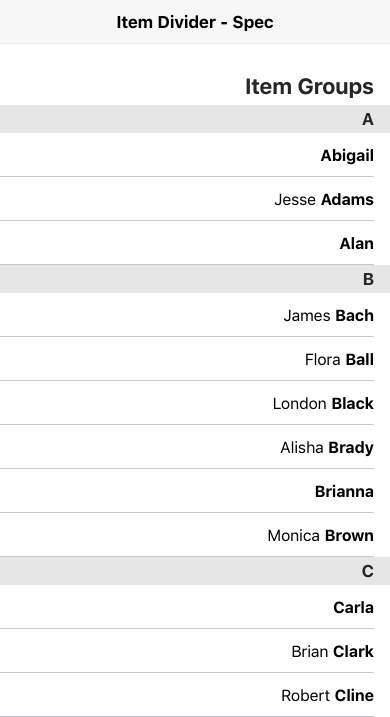 Item Divider - Spec
Item Groups
A
Abigail
Jesse Adams
Alan
B
James Bach
Flora Ball
London Black
Alisha Brady
Brianna
Monica Brown
C
Carla
Brian Clark
Robert Cline